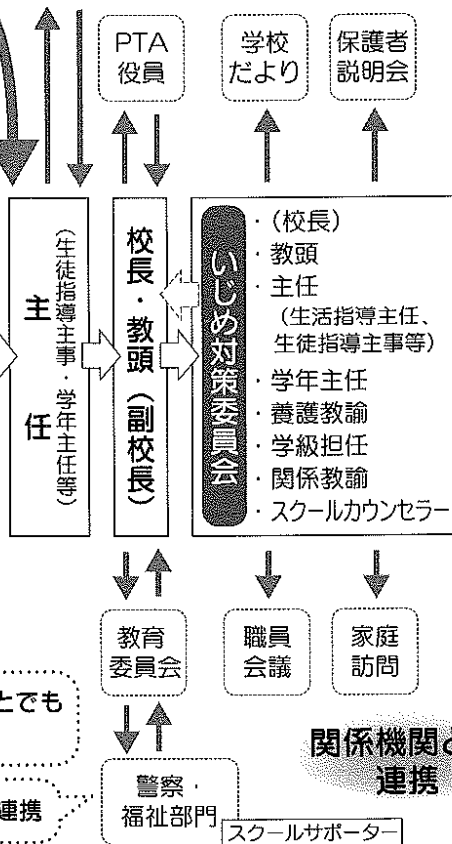 PTA
役員
学校
だより
保護者
説明会
主任
(生徒指導主事・学年主任等)
校長・教頭(副校長)
いじめ対策委員会
・(校長)
・教頭
・主任
(生活指導主任、
生徒指導主事等)
・学年主任
・養護教諭
・学級担任
・関係教諭
・スクールカウンセラー
教育
委員会
職員
会議
家庭
訪問
とでも
関係機関と
連携
連携
警察・
福祉部門
スクールサポーター